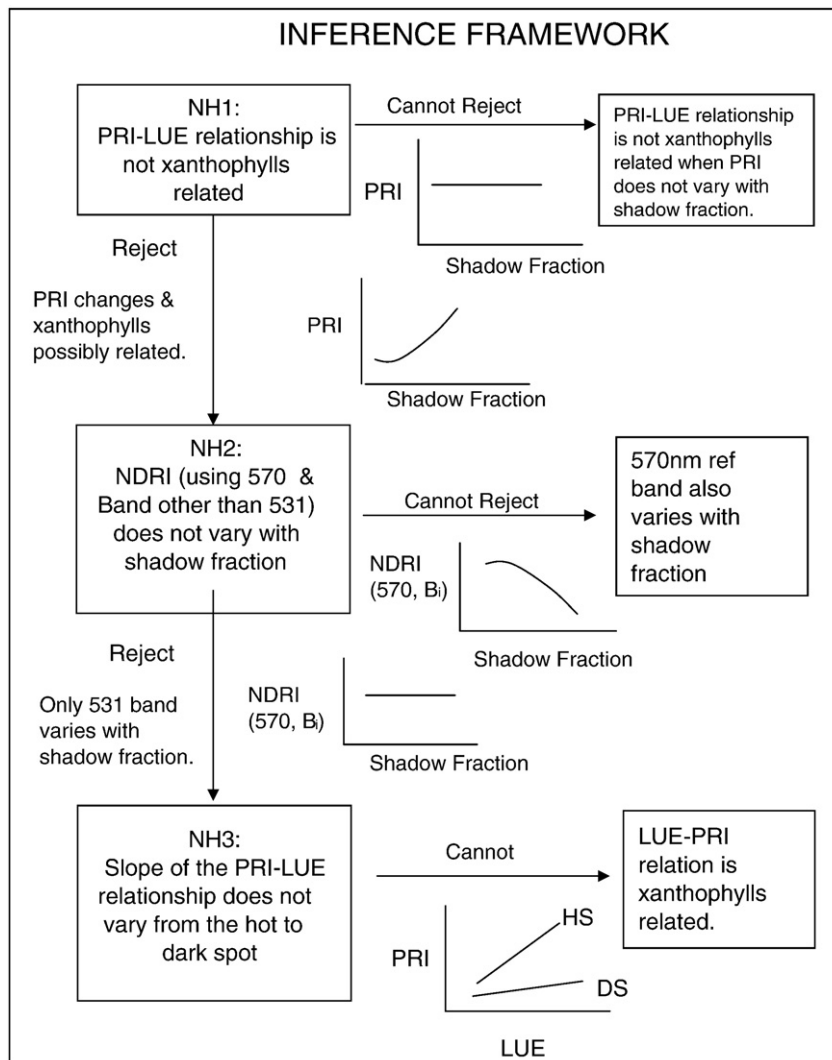 INFERENCE FRAMEWORK
NH1:
PRI-LUE relationship is
not xanthophylls
related
Cannot Reject
PRI-LUE relationship
is not xanthophylls
related when PRI
does not vary with
shadow fraction.
PRI
Shadow Fraction
Reject
PRI changes &
xanthophylls
possibly related.
PRI
Shadow Fraction
NH2:
NDRI (using 570 &
Band other than 531)
does not vary with
shadow fraction
Cannot Reject
570nm ref
band also
varies with
shadow
fraction
NDRI
(570, Bi)
Shadow Fraction
Reject
Only 531 band
varies with
shadow fraction.
NDRI
(570, Bi)
Shadow Fraction
NH3:
Slope of the PRI-LUE
relationship does not
vary from the hot to
dark spot
Cannot
LUE-PRI
relation is
xanthophylls
related.
HS
PRI
DS
LUE